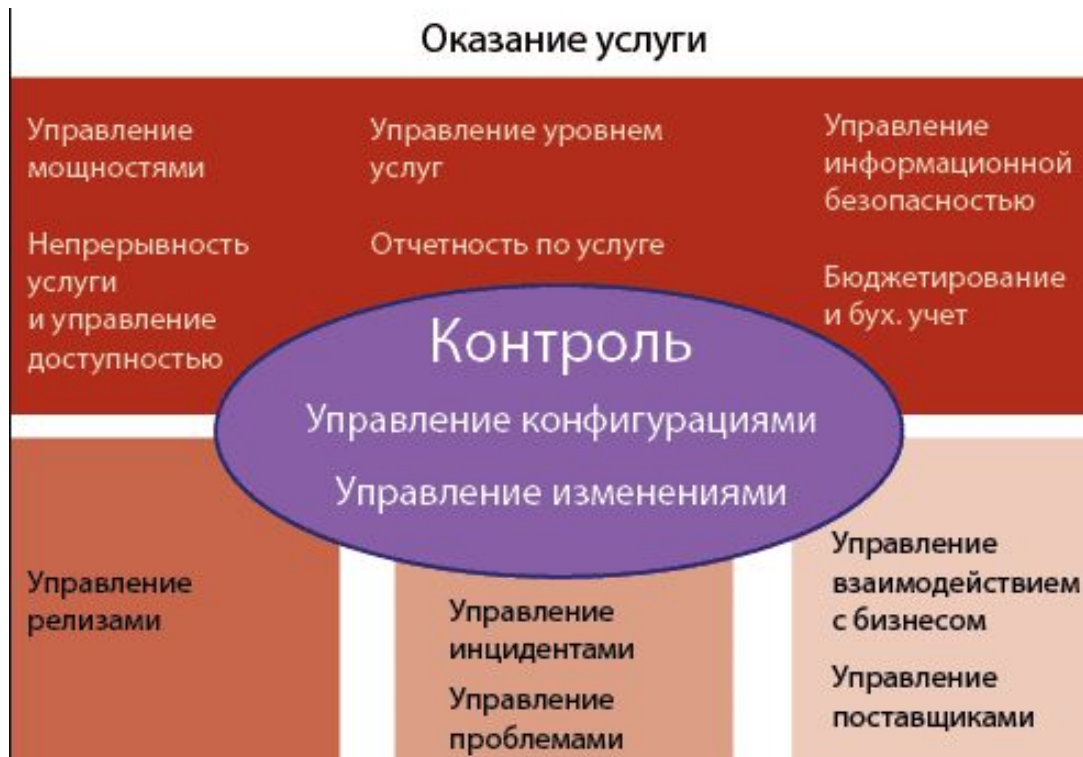 Оказание услуги
Управление
мощностями
Непрерывность
услуги
и управление
доступностью
Управление уровнем
услуг
Отчетность по услуге
Управление
информационной
безопасностью
Бюджетирование
и бух. учет
Контроль
Управление конфигурациями
Управление изменениями
Управление
релизами
Управление
инцидентами
Управление
проблемами
Управление
взаимодействием
с бизнесом
Управление
поставщиками